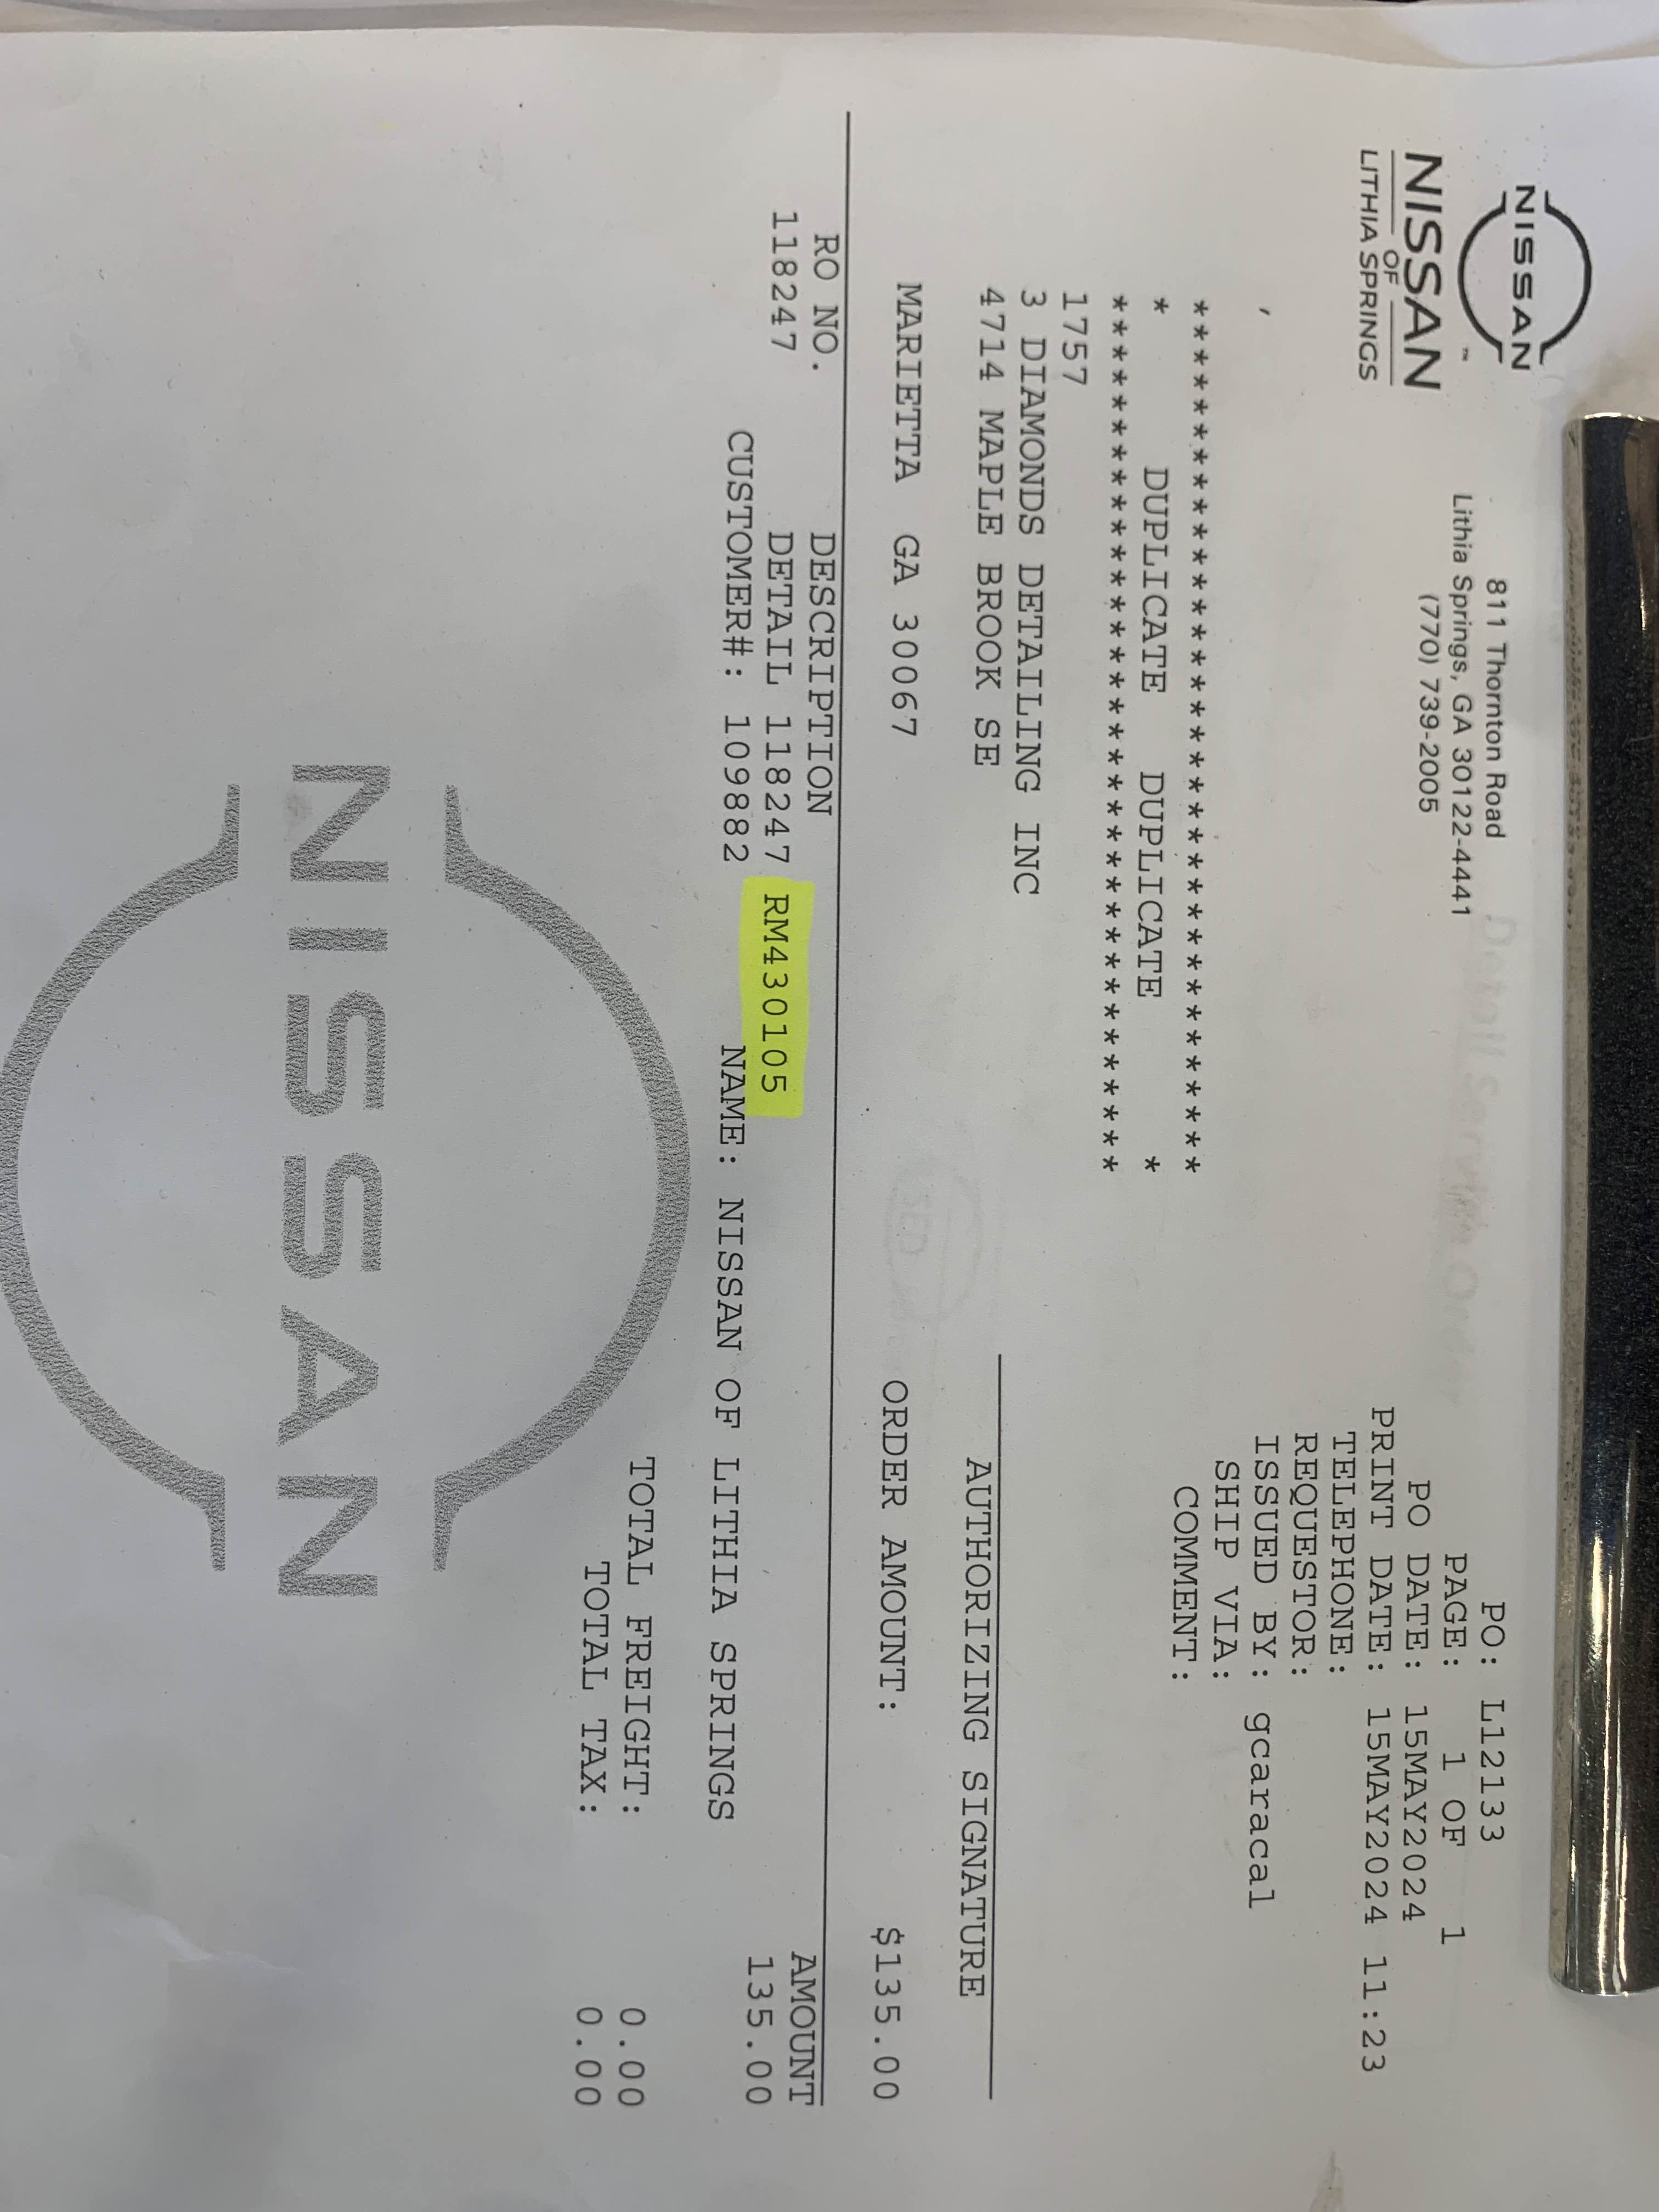 NISSAN
NISSAN
OF
LITHIA SPRINGS
811 Thornton Road
Lithia Springs, GA 30122-4441
(770) 739-2005
PO: L12133
PAGE: 1 OF 1
PO DATE: 15MAY2024
PRINT DATE: 15MAY2024 11:23
TELEPHONE:
REQUESTOR:
ISSUED BY: gcaracal
SHIP VIA:
COMMENT:
,
************************************
* DUPLICATE DUPLICATE *
************************************
1757
3 DIAMONDS DETAILING INC
4714 MAPLE BROOK SE
MARIETTA GA 30067
AUTHORIZING SIGNATURE
ORDER AMOUNT: $135.00
RO NO. DESCRIPTION AMOUNT
118247 DETAIL 118247 RM430105 135.00
CUSTOMER#: 109882 NAME: NISSAN OF LITHIA SPRINGS
TOTAL FREIGHT: 0.00
TOTAL TAX: 0.00
NISSAN